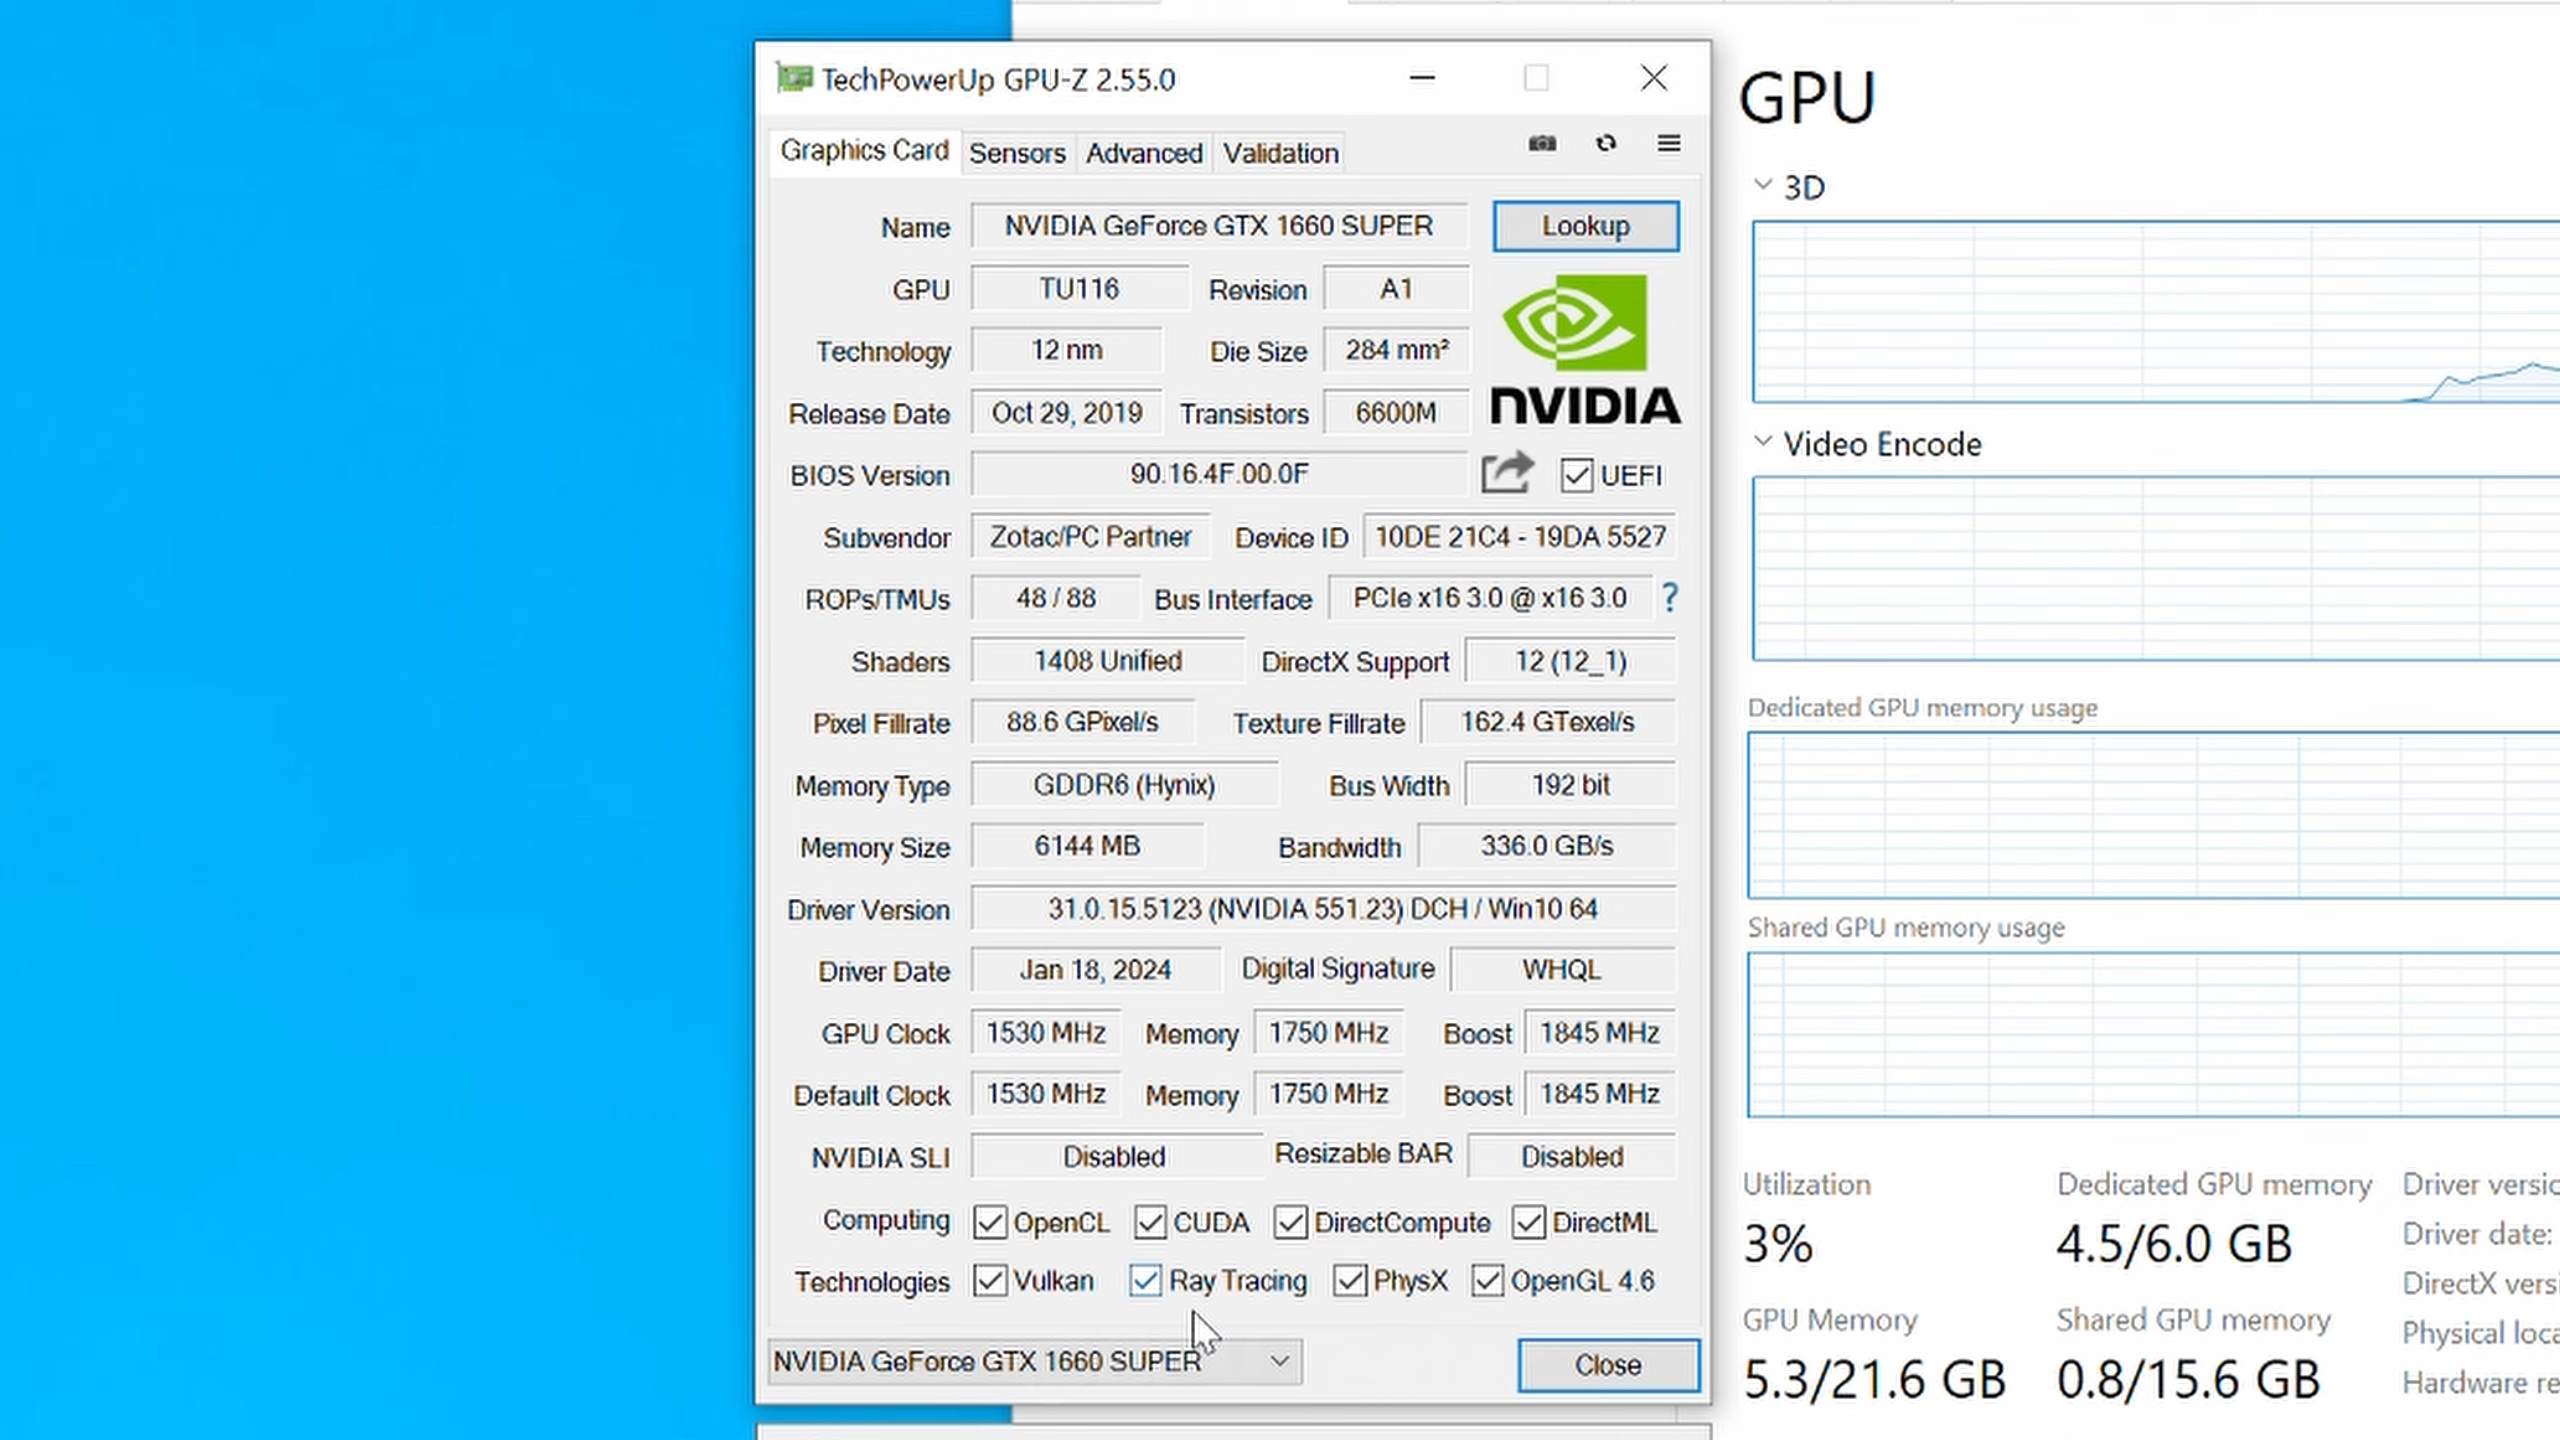 TechPowerUp GPU-Z 2.55.0
Graphics Card Sensors Advanced Validation
Name NVIDIA GeForce GTX 1660 SUPER Lookup
GPU TU116 Revision A1
Technology 12 nm Die Size 284 mm²
NVIDIA
Release Date Oct 29, 2019 Transistors 6600M
BIOS Version 90.16.4F.00.0F UEFI
Subvendor Zotac/PC Partner Device ID 10DE 21C4 - 19DA 5527
ROPs/TMUs 48 / 88 Bus Interface PCIe x16 3.0 @ x16 3.0 ?
Shaders 1408 Unified DirectX Support 12 (12_1)
Pixel Fillrate 88.6 GPixel/s Texture Fillrate 162.4 GTexel/s
Memory Type GDDR6 (Hynix) Bus Width 192 bit
Memory Size 6144 MB Bandwidth 336.0 GB/s
Driver Version 31.0.15.5123 (NVIDIA 551.23) DCH / Win10 64
Driver Date Jan 18, 2024 Digital Signature WHQL
GPU Clock 1530 MHz Memory 1750 MHz Boost 1845 MHz
Default Clock 1530 MHz Memory 1750 MHz Boost 1845 MHz
NVIDIA SLI Disabled Resizable BAR Disabled
Computing OpenCL CUDA DirectCompute DirectML
Technologies Vulkan Ray Tracing PhysX OpenGL 4.6
NVIDIA GeForce GTX 1660 SUPER Close
GPU
3D
Video Encode
Dedicated GPU memory usage
Shared GPU memory usage
Utilization
3%
GPU Memory
5.3/21.6 GB
Dedicated GPU memory
4.5/6.0 GB
Shared GPU memory
0.8/15.6 GB
Driver versio
Driver date:
DirectX versi
Physical loca
Hardware re